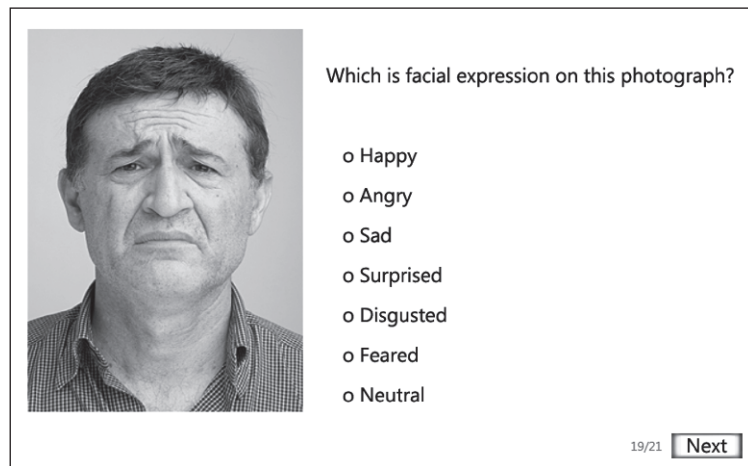 Which is facial expression on this photograph?
o Happy
o Angry
o Sad
o Surprised
o Disgusted
o Feared
o Neutral
19/21 Next